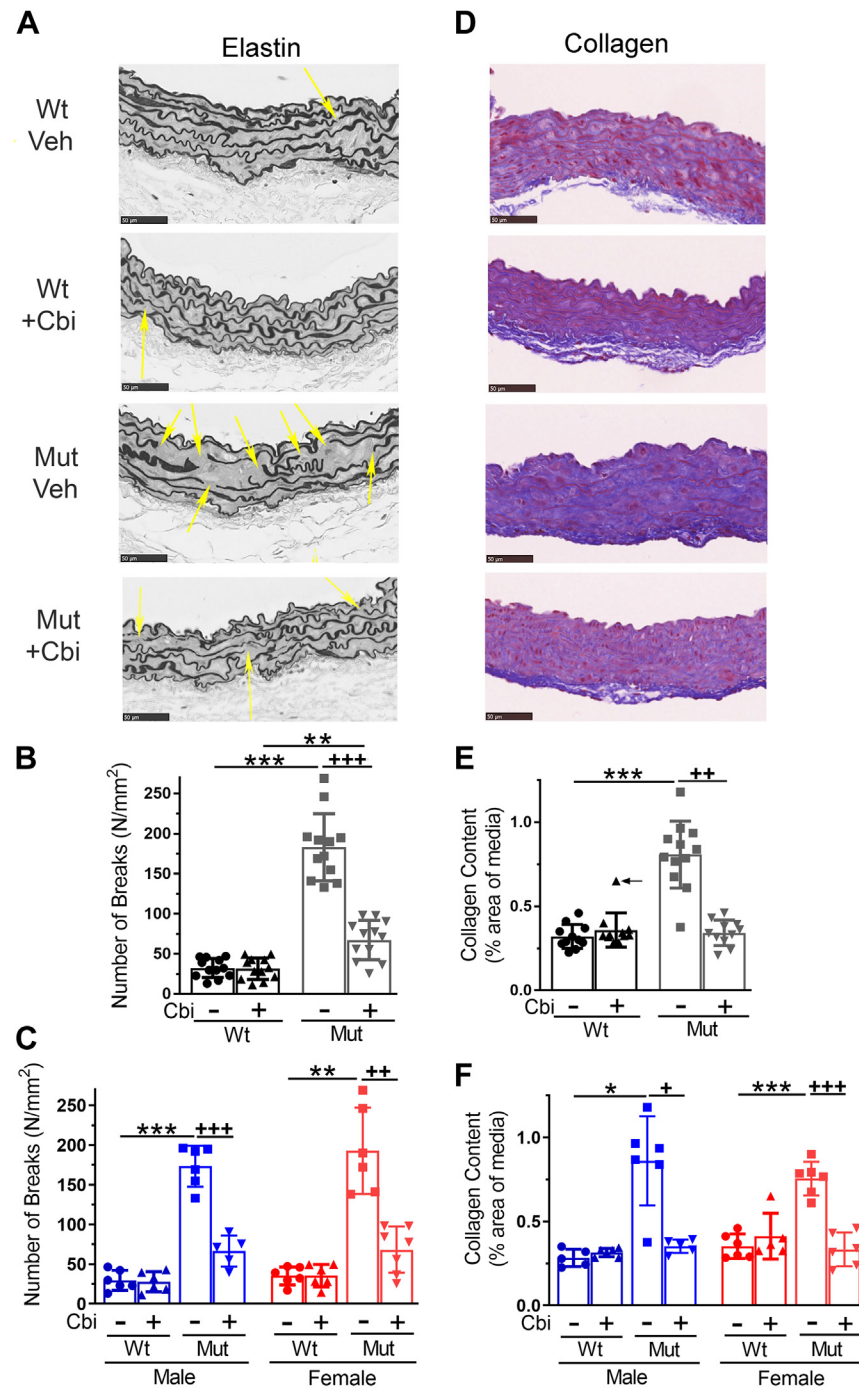 A
Elastin
Wt
Veh
50 µm
Wt
+Cbi
50 µm
Mut
Veh
50 µm
Mut
+Cbi
50 µm
D
Collagen
50 µm
50 µm
50 µm
50 µm
B
Number of Breaks (N/mm²)
250
200
150
100
50
0
***
**
+++
Cbi - + - +
Wt Mut
C
Number of Breaks (N/mm²)
250
200
150
100
50
0
*** +++ ** ++
Cbi - + - + - + - +
Wt Mut Wt Mut
Male Female
E
Collagen Content
(% area of media)
1.0
0.5
0.0
*** ++
Cbi - + - +
Wt Mut
F
Collagen Content
(% area of media)
1.0
0.5
0.0
* + *** +++
Cbi - + - + - + - +
Wt Mut Wt Mut
Male Female